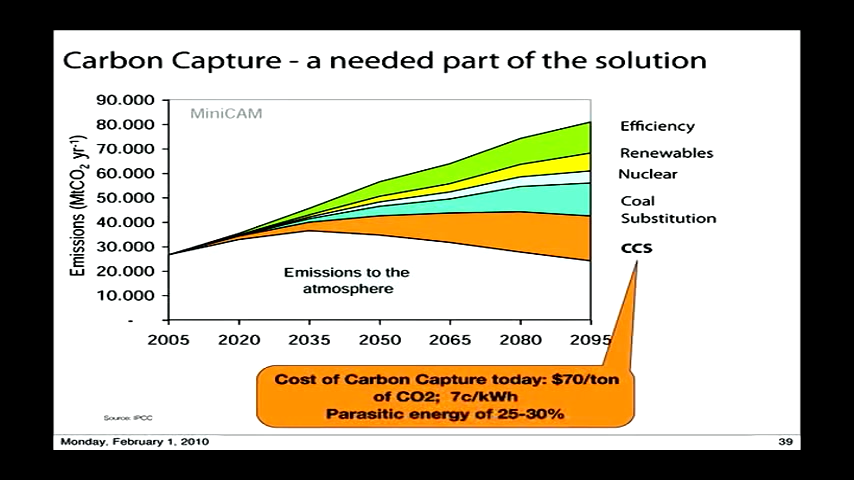 Carbon Capture - a needed part of the solution
MiniCAM
Emissions (MtCO2 yr-1)
90.000
80.000
70.000
60.000
50.000
40.000
30.000
20.000
10.000
-
2005 2020 2035 2050 2065 2080 2095
Efficiency
Renewables
Nuclear
Coal
Substitution
CCS
Emissions to the
atmosphere
Cost of Carbon Capture today: $70/ton
of CO2; 7c/kWh
Parasitic energy of 25-30%
Source: IPCC
Monday, February 1, 2010
39